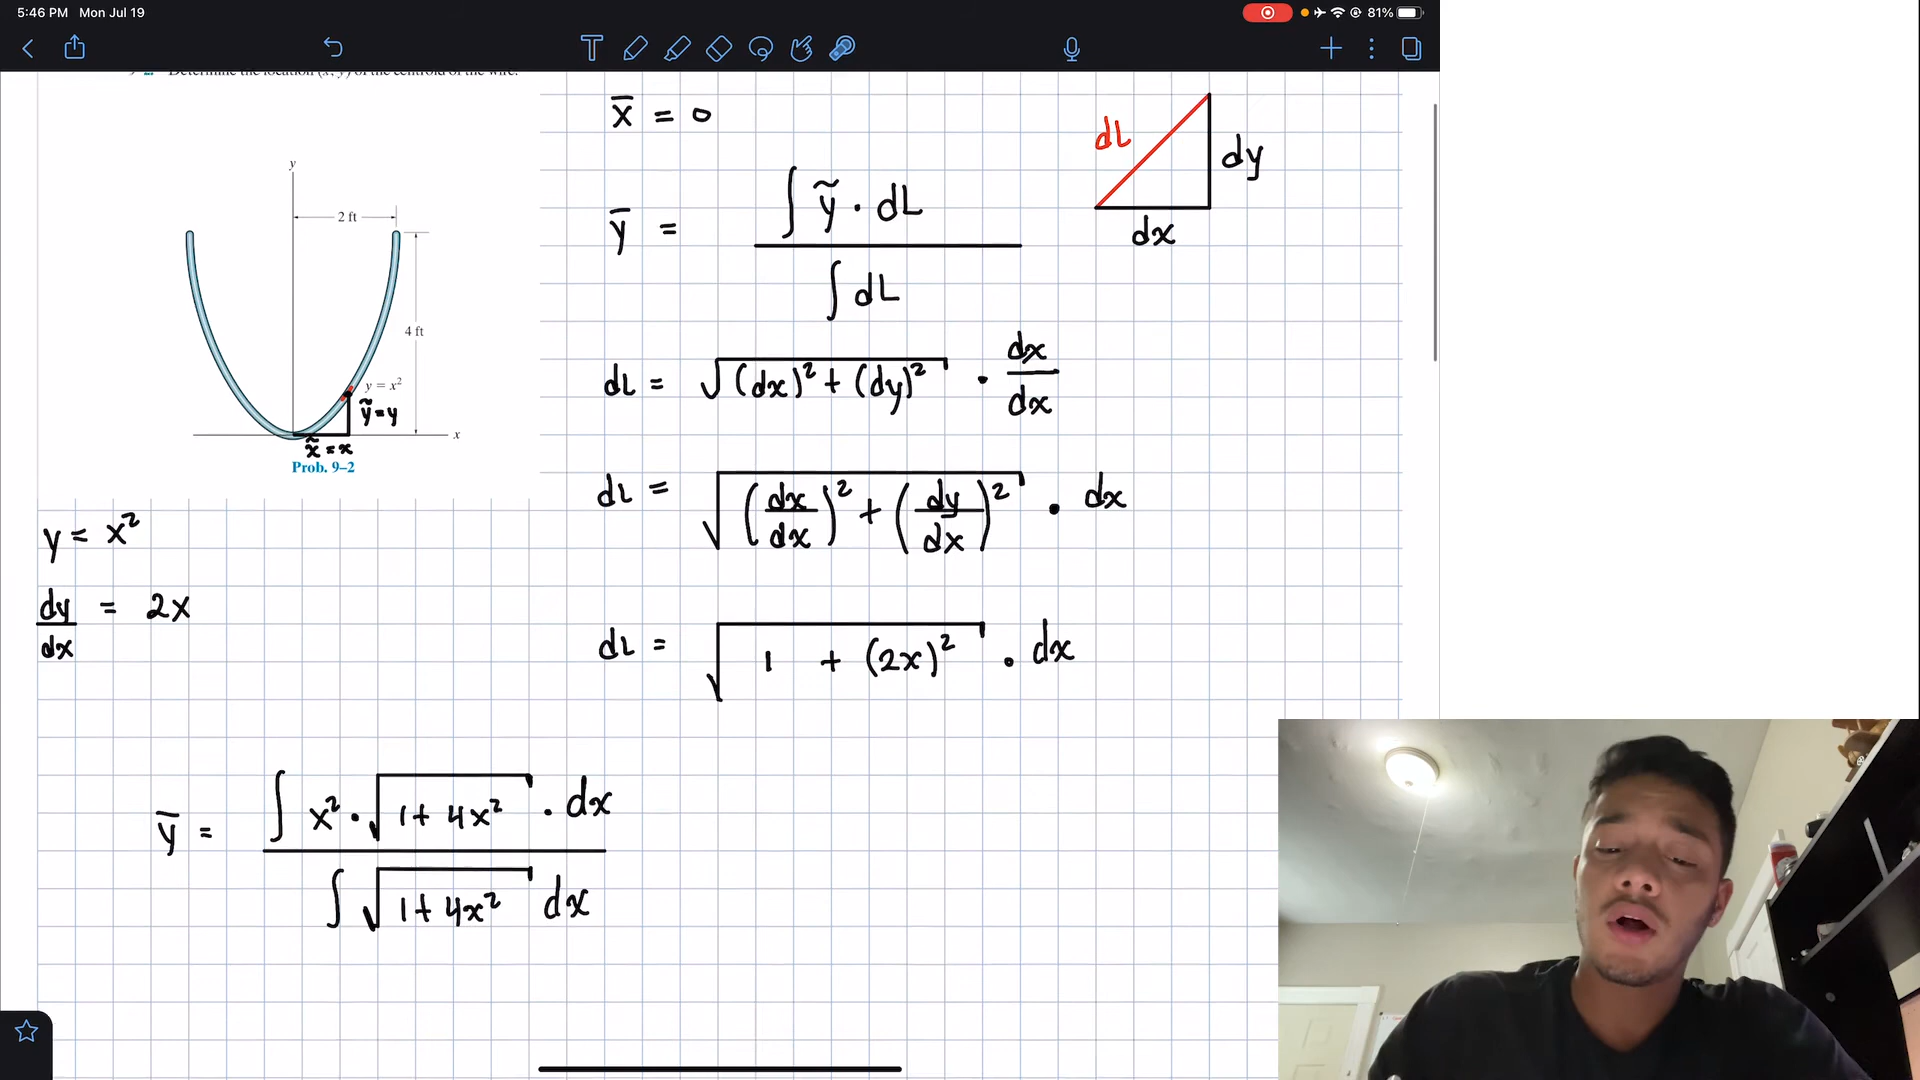 5:46 PM Mon Jul 19
81%
9–2. Determine the location (x̄, ȳ) of the centroid of the wire.
y
2 ft
4 ft
y = x²
ỹ = y
x
x̃ = x
Prob. 9–2
y = x²
dy/dx = 2x
x̄ = 0
ȳ = ∫ ỹ · dL / ∫ dL
dL
dy
dx
dL = √((dx)² + (dy)²) · dx/dx
dL = √((dx/dx)² + (dy/dx)²) · dx
dL = √(1 + (2x)²) · dx
ȳ = ∫ x² · √(1 + 4x²) · dx / ∫ √(1 + 4x²) dx